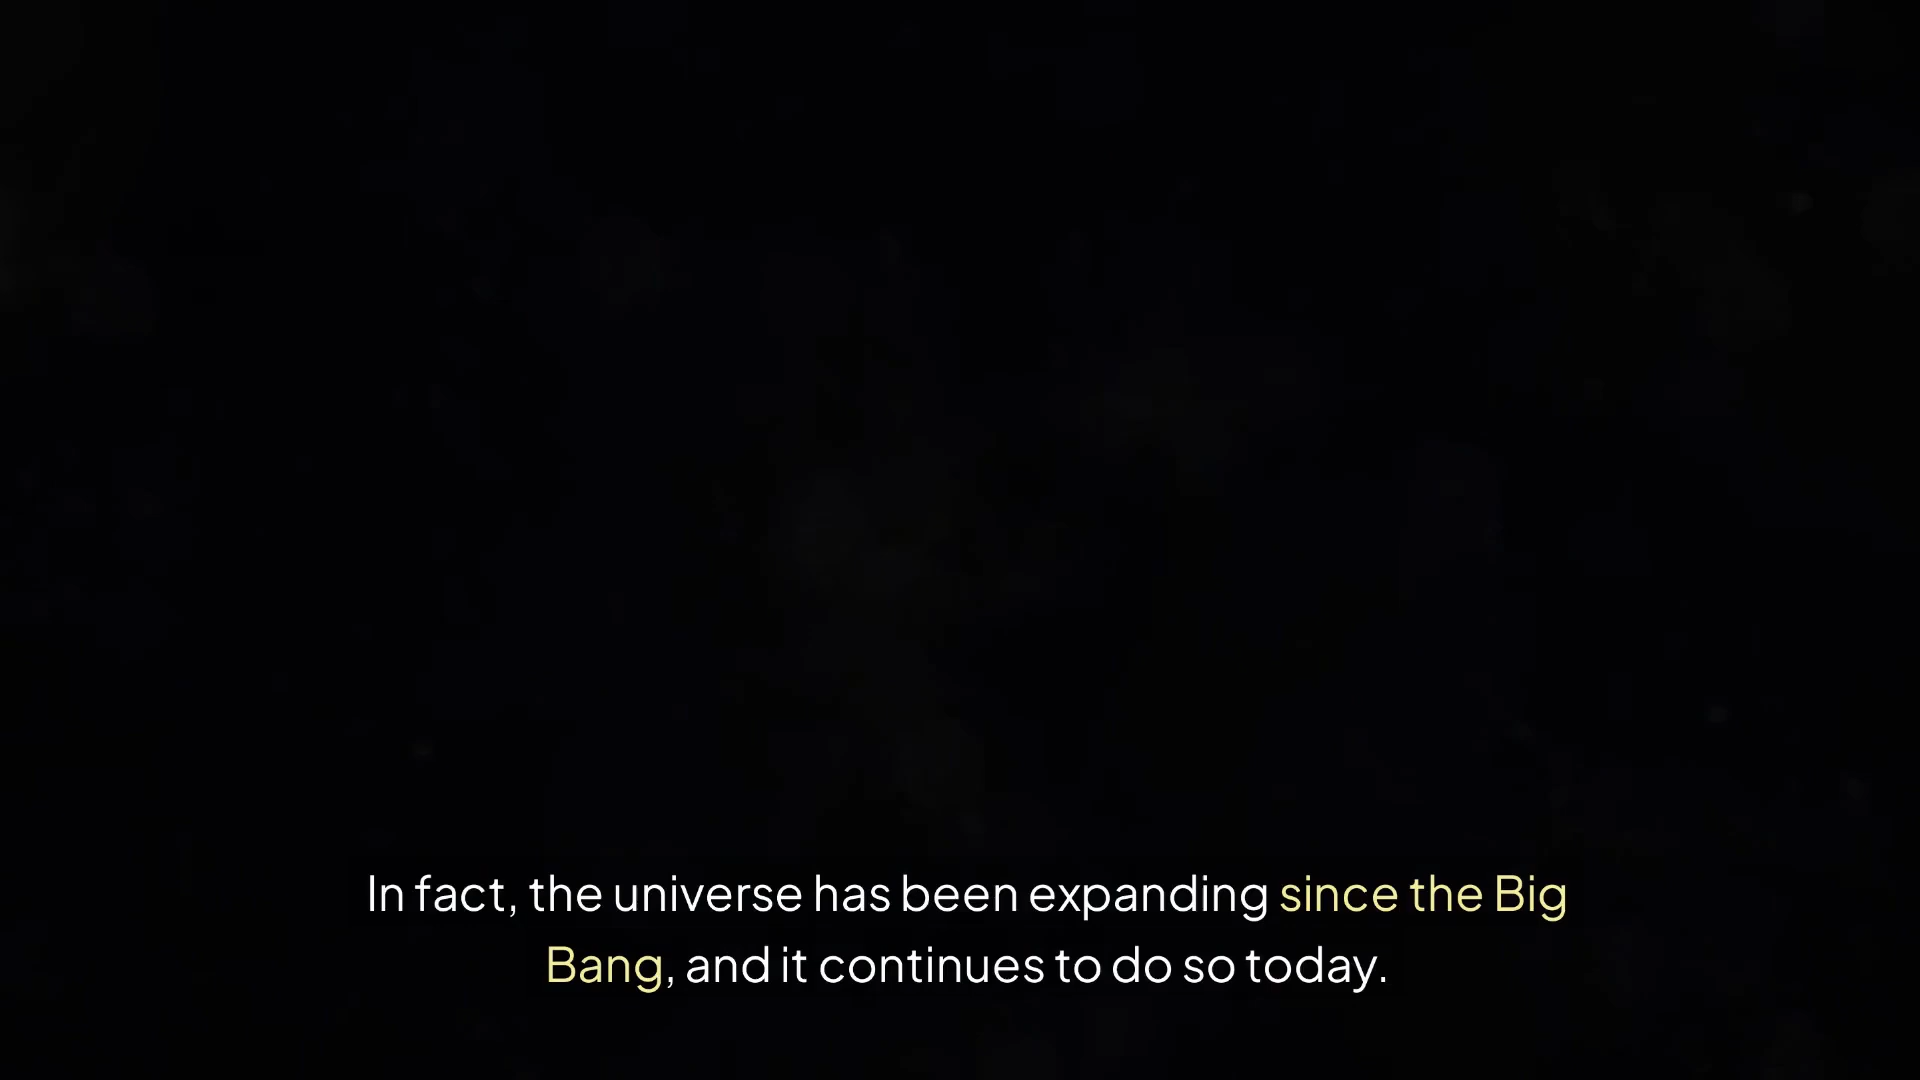 In fact, the universe has been expanding since the Big
Bang, and it continues to do so today.